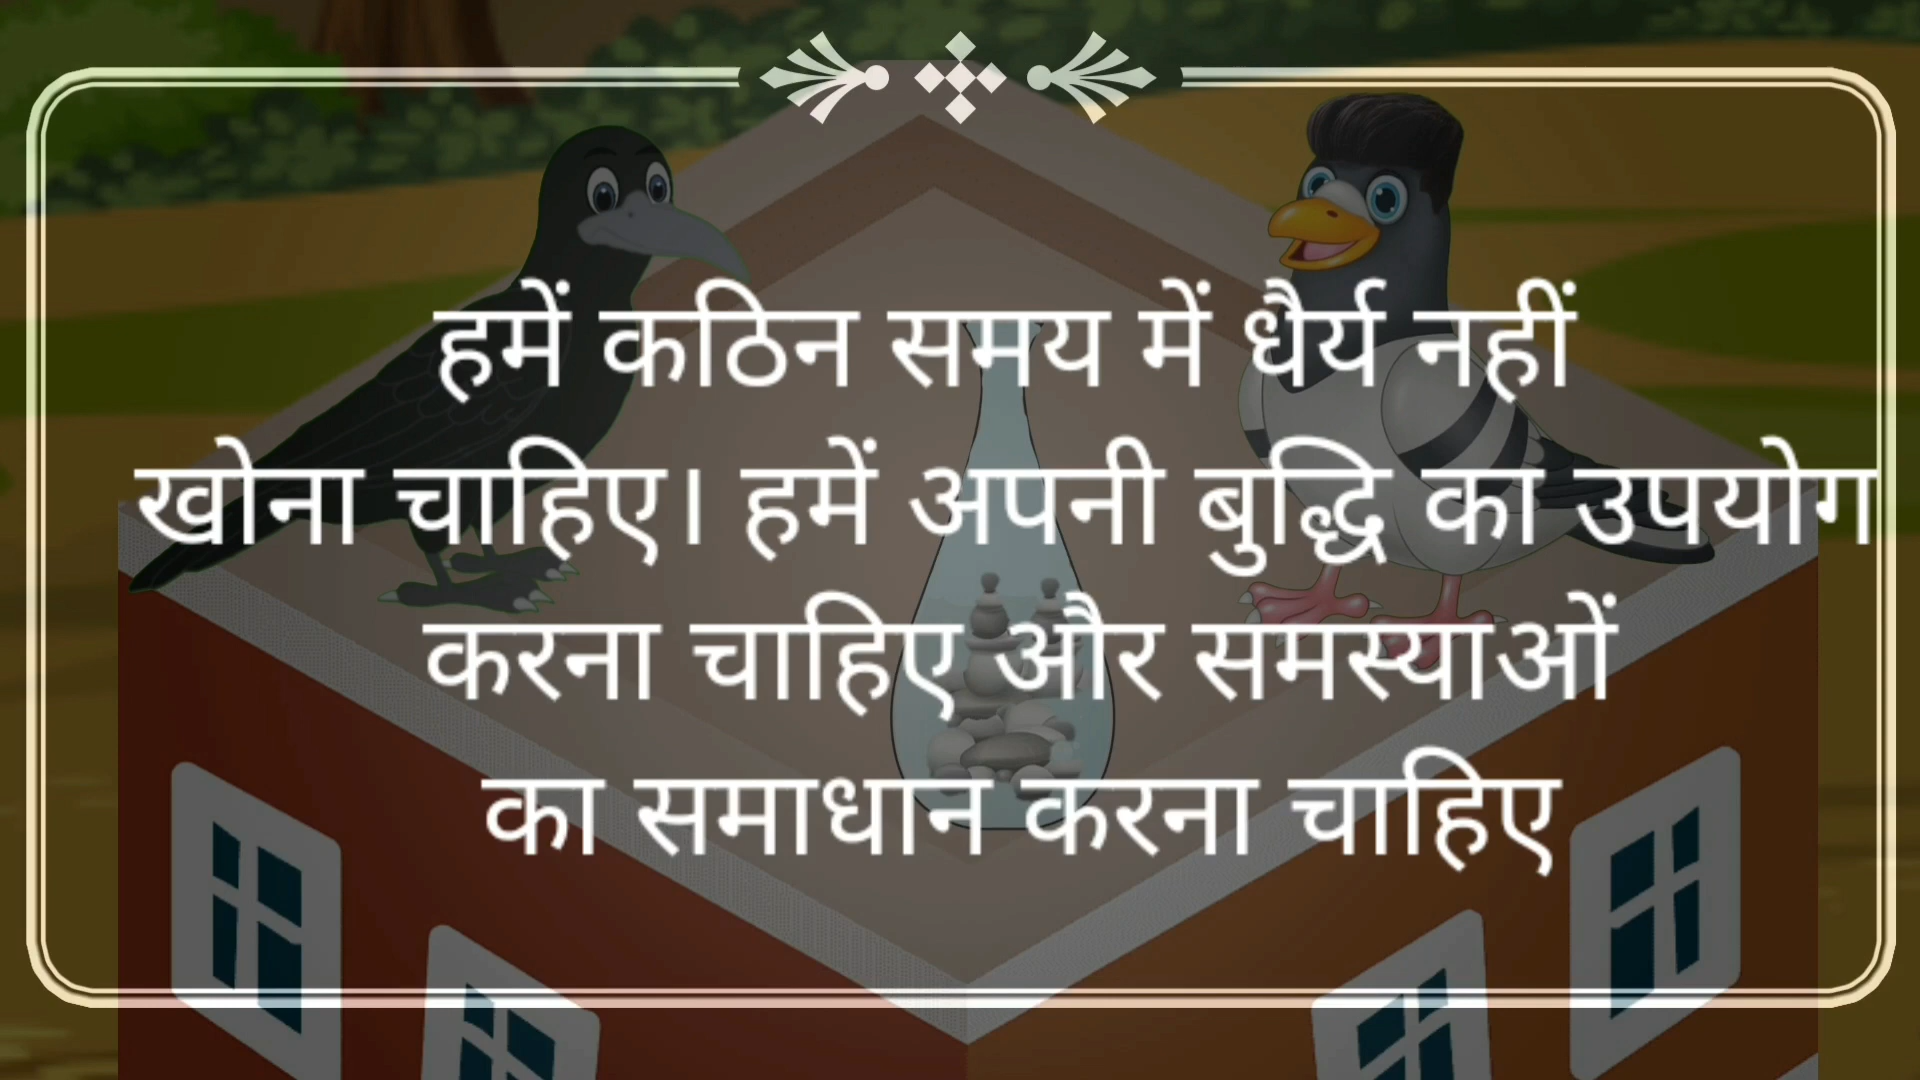 हमें कठिन समय में धैर्य नहीं
खोना चाहिए। हमें अपनी बुद्धि का उपयोग
करना चाहिए और समस्याओं
का समाधान करना चाहिए